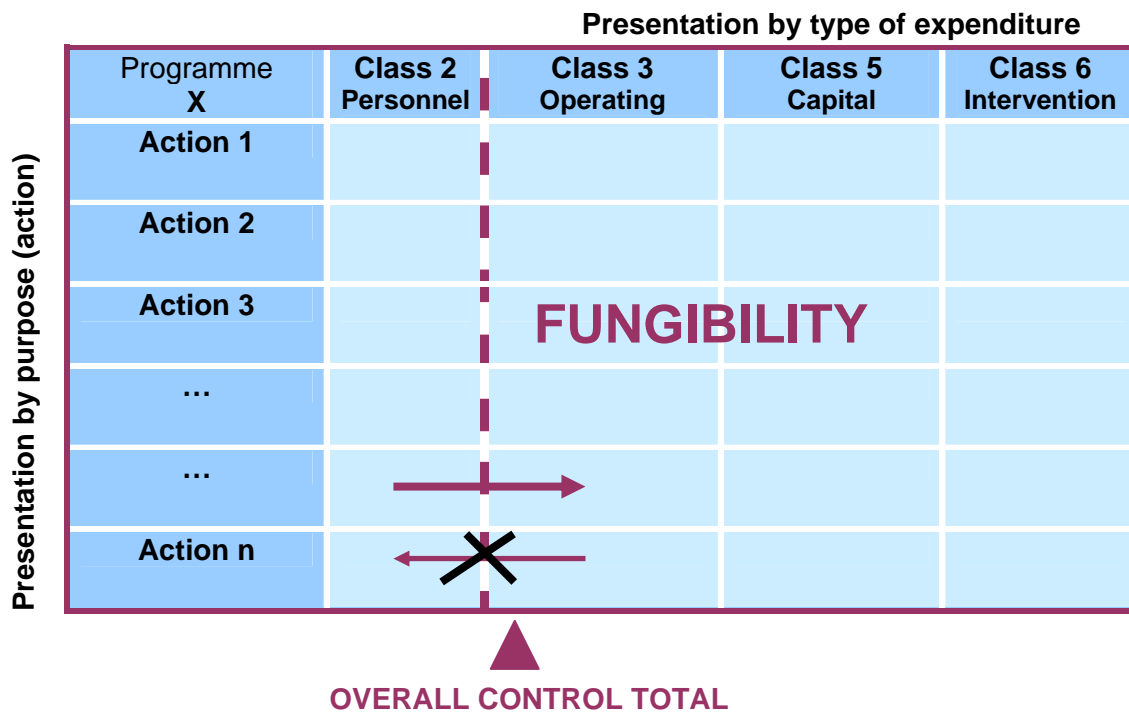 Presentation by type of expenditure
Programme
X
Class 2
Personnel
Class 3
Operating
Class 5
Capital
Class 6
Intervention
Presentation by purpose (action)
Action 1
Action 2
Action 3
FUNGIBILITY
…
…
Action n
OVERALL CONTROL TOTAL